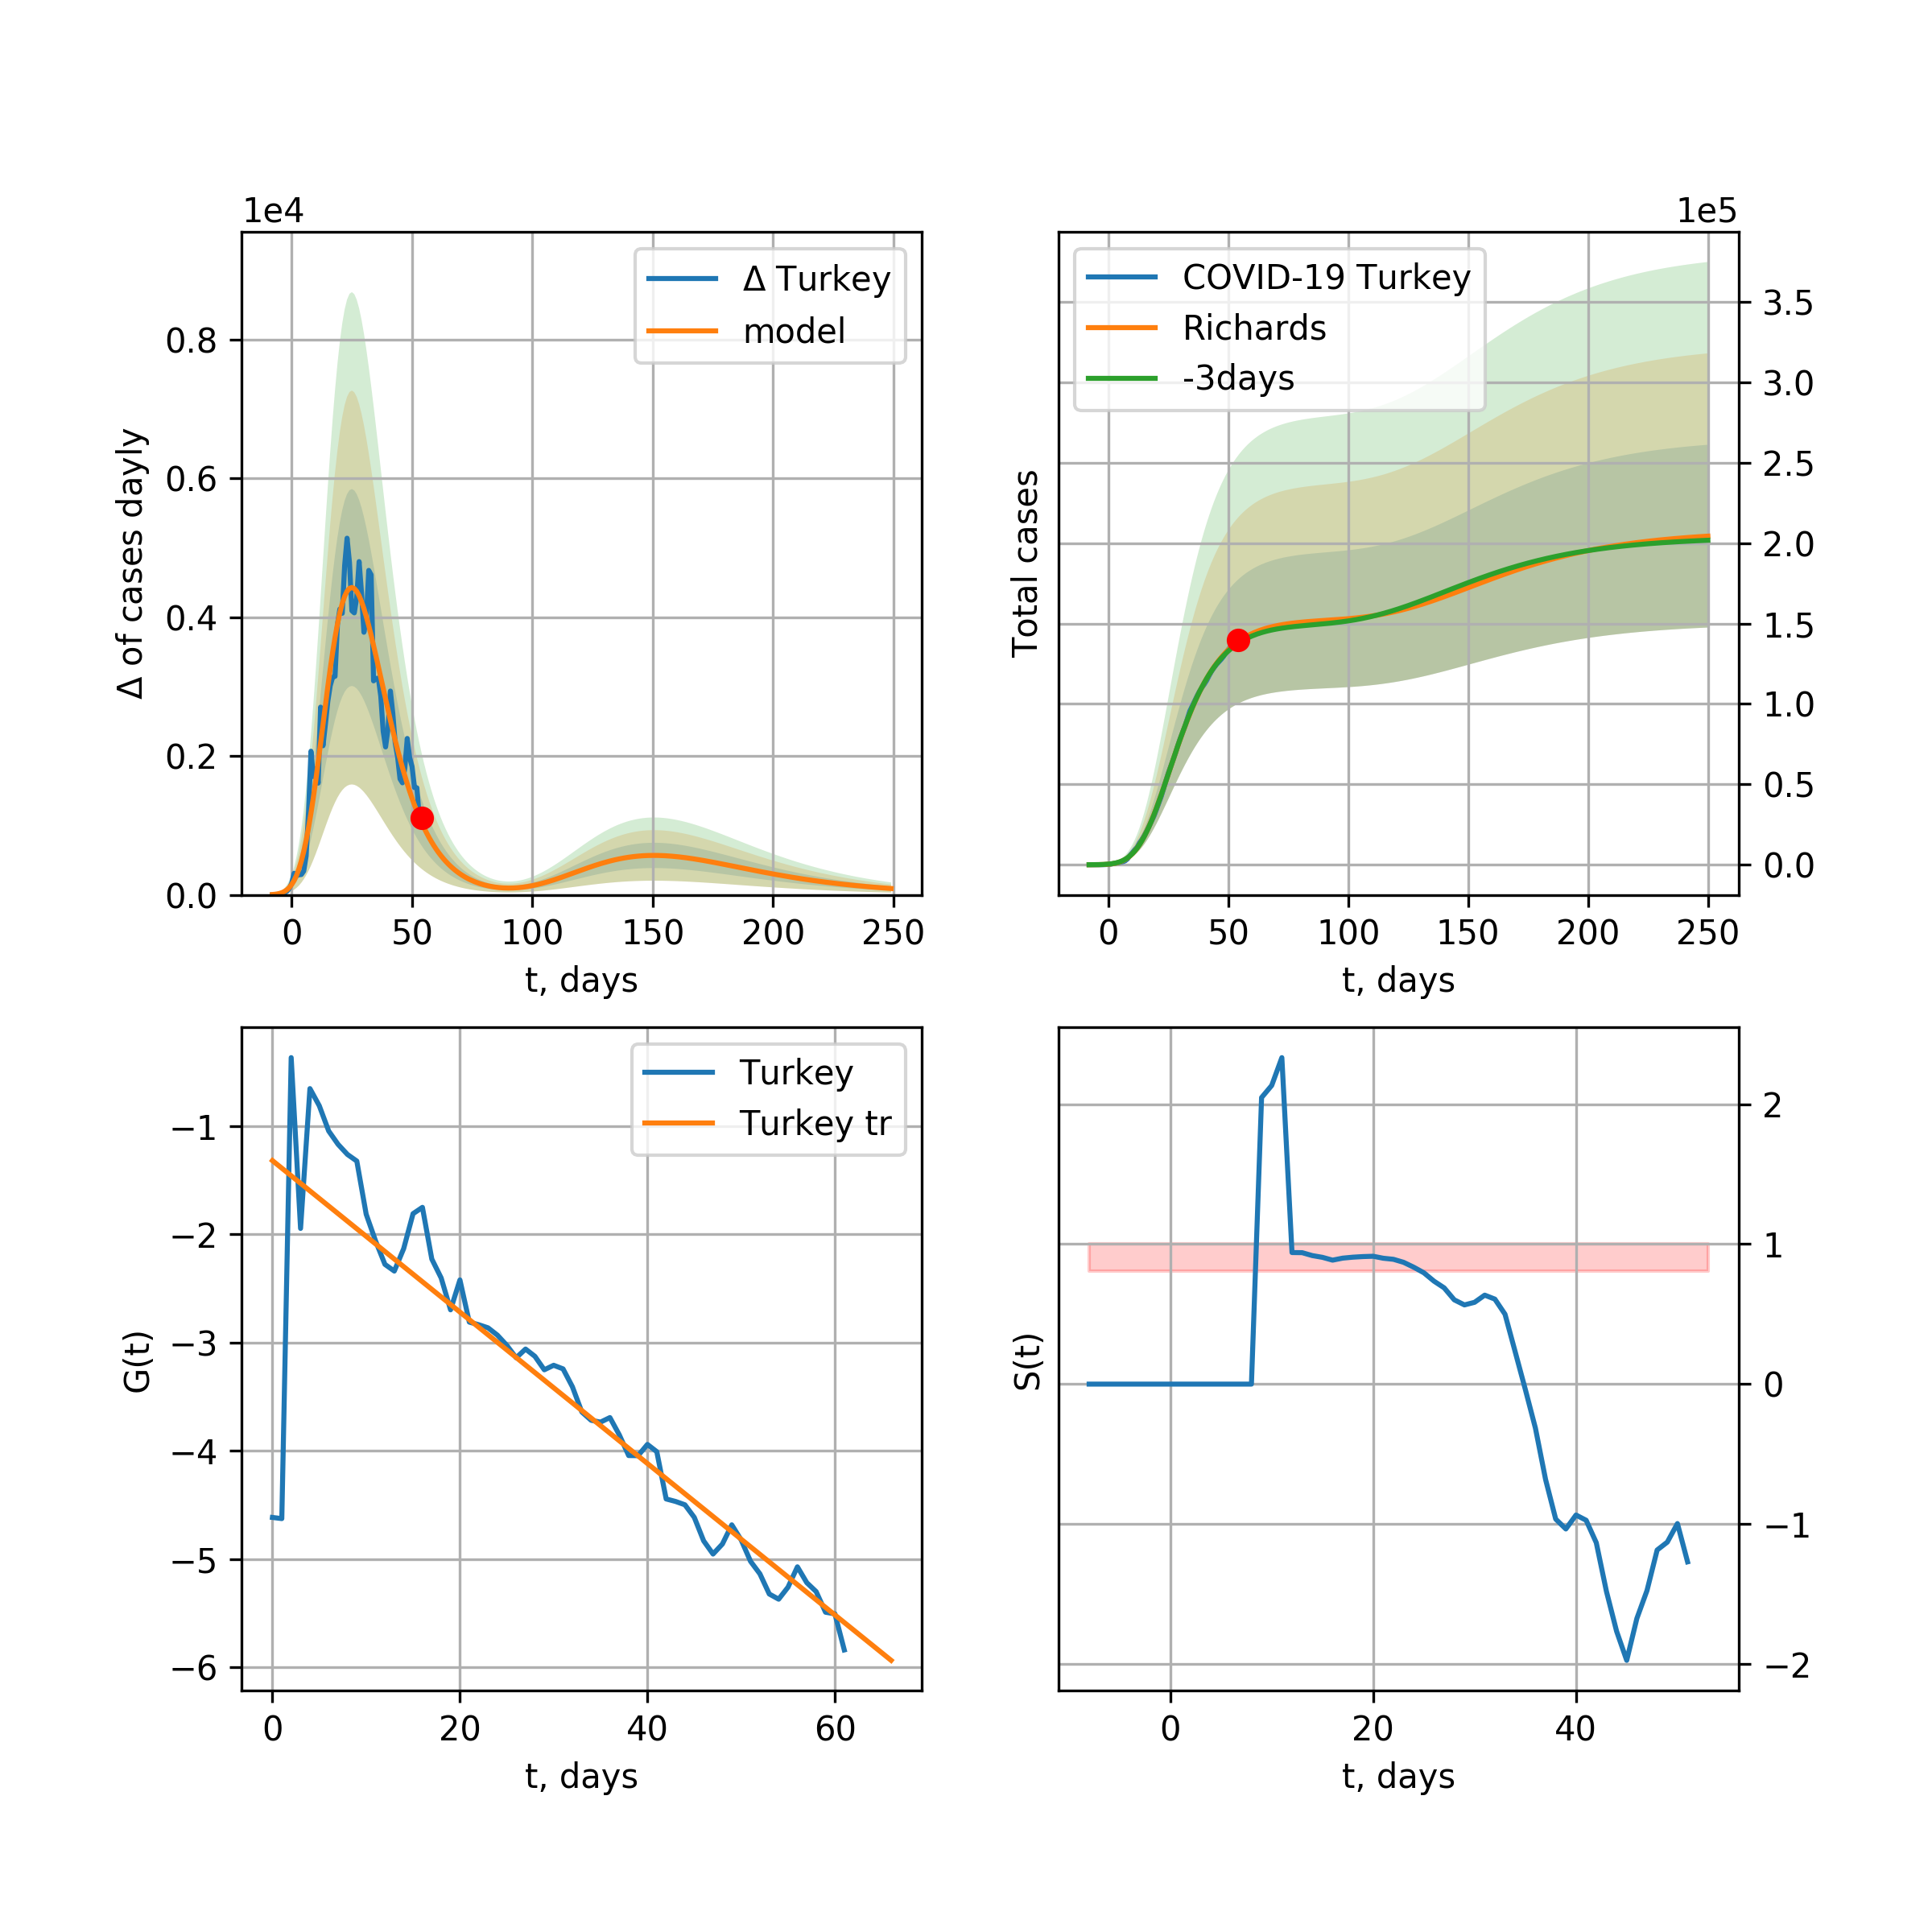 1e4
Δ Turkey
model
0.8
0.6
0.4
0.2
0.0
Δ of cases dayly
0
50
100
150
200
250
t, days
1e5
COVID-19 Turkey
Richards
-3days
3.5
3.0
2.5
2.0
1.5
1.0
0.5
0.0
Total cases
0
50
100
150
200
250
t, days
Turkey
Turkey tr
−1
−2
−3
−4
−5
−6
G(t)
0
20
40
60
t, days
2
1
0
−1
−2
S(t)
0
20
40
t, days